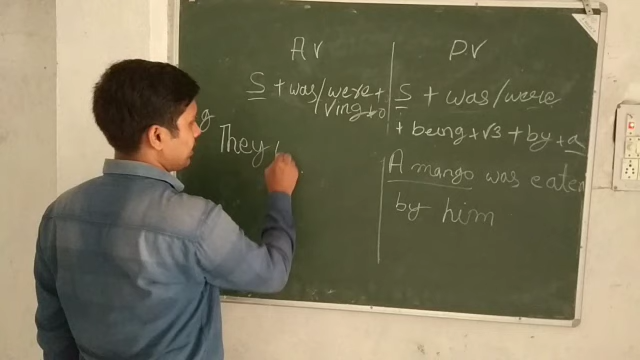 AV
S + was/were +
Ving + O
They
PV
S + was/were
+ being + V3 + by + a
A mango was eaten
by him